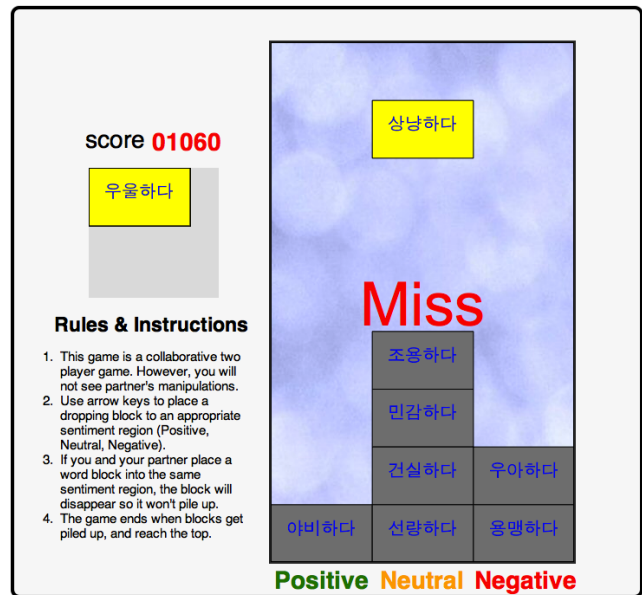 score 01060
우울하다
Rules & Instructions
1. This game is a collaborative two
player game. However, you will
not see partner's manipulations.
2. Use arrow keys to place a
dropping block to an appropriate
sentiment region (Positive,
Neutral, Negative).
3. If you and your partner place a
word block into the same
sentiment region, the block will
disappear so it won't pile up.
4. The game ends when blocks get
piled up, and reach the top.
상냥하다
Miss
조용하다
민감하다
건실하다 우아하다
야비하다 선량하다 용맹하다
Positive Neutral Negative